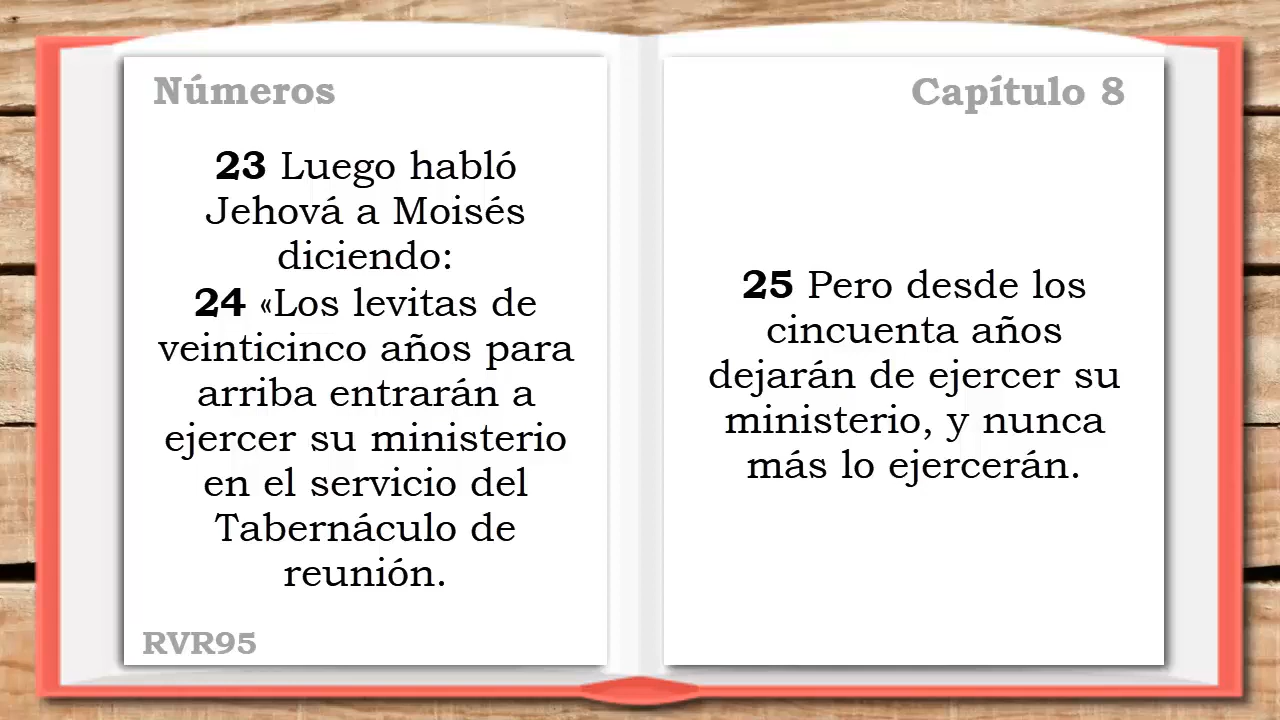 Números
23 Luego habló
Jehová a Moisés
diciendo:
24 «Los levitas de
veinticinco años para
arriba entrarán a
ejercer su ministerio
en el servicio del
Tabernáculo de
reunión.
RVR95
Capítulo 8
25 Pero desde los
cincuenta años
dejarán de ejercer su
ministerio, y nunca
más lo ejercerán.